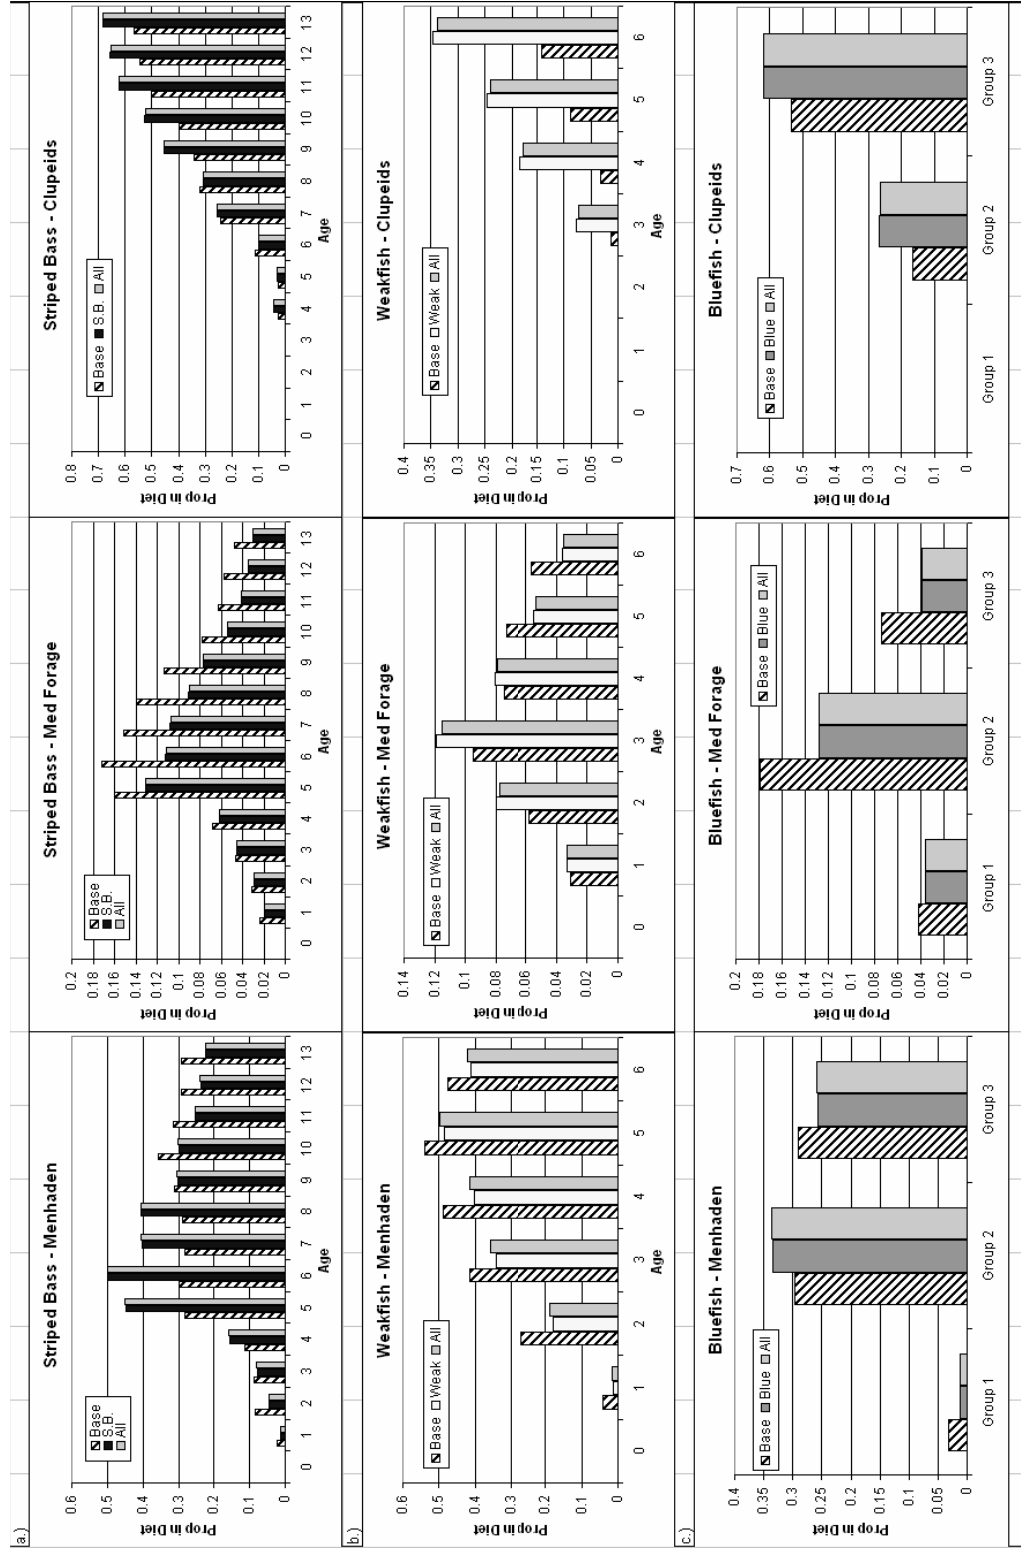 a.)
Striped Bass - Menhaden
Base
S.B.
All
Prop in Diet
0.6
0.5
0.4
0.3
0.2
0.1
0
0 1 2 3 4 5 6 7 8 9 10 11 12 13
Age
Striped Bass - Med Forage
Base
S.B.
All
Prop in Diet
0.2
0.18
0.16
0.14
0.12
0.1
0.08
0.06
0.04
0.02
0
0 1 2 3 4 5 6 7 8 9 10 11 12 13
Age
Striped Bass - Clupeids
Base S.B. All
Prop in Diet
0.8
0.7
0.6
0.5
0.4
0.3
0.2
0.1
0
0 1 2 3 4 5 6 7 8 9 10 11 12 13
Age
b.)
Weakfish - Menhaden
Base Weak All
Prop in Diet
0.6
0.5
0.4
0.3
0.2
0.1
0
0 1 2 3 4 5 6
Age
Weakfish - Med Forage
Base Weak All
Prop in Diet
0.14
0.12
0.1
0.08
0.06
0.04
0.02
0
0 1 2 3 4 5 6
Age
Weakfish - Clupeids
Base Weak All
Prop in Diet
0.4
0.35
0.3
0.25
0.2
0.15
0.1
0.05
0
0 1 2 3 4 5 6
Age
c.)
Bluefish - Menhaden
Base Blue All
Prop in Diet
0.4
0.35
0.3
0.25
0.2
0.15
0.1
0.05
0
Group 1 Group 2 Group 3
Bluefish - Med Forage
Base Blue All
Prop in Diet
0.2
0.18
0.16
0.14
0.12
0.1
0.08
0.06
0.04
0.02
0
Group 1 Group 2 Group 3
Bluefish - Clupeids
Base Blue All
Prop in Diet
0.7
0.6
0.5
0.4
0.3
0.2
0.1
0
Group 1 Group 2 Group 3